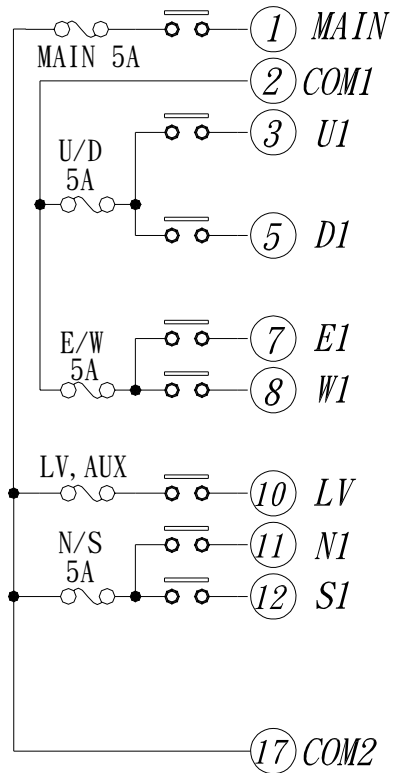 1 MAIN
MAIN 5A
2 COM1
3 U1
U/D
5A
5 D1
7 E1
E/W
5A
8 W1
LV, AUX
10 LV
11 N1
N/S
5A
12 S1
17 COM2